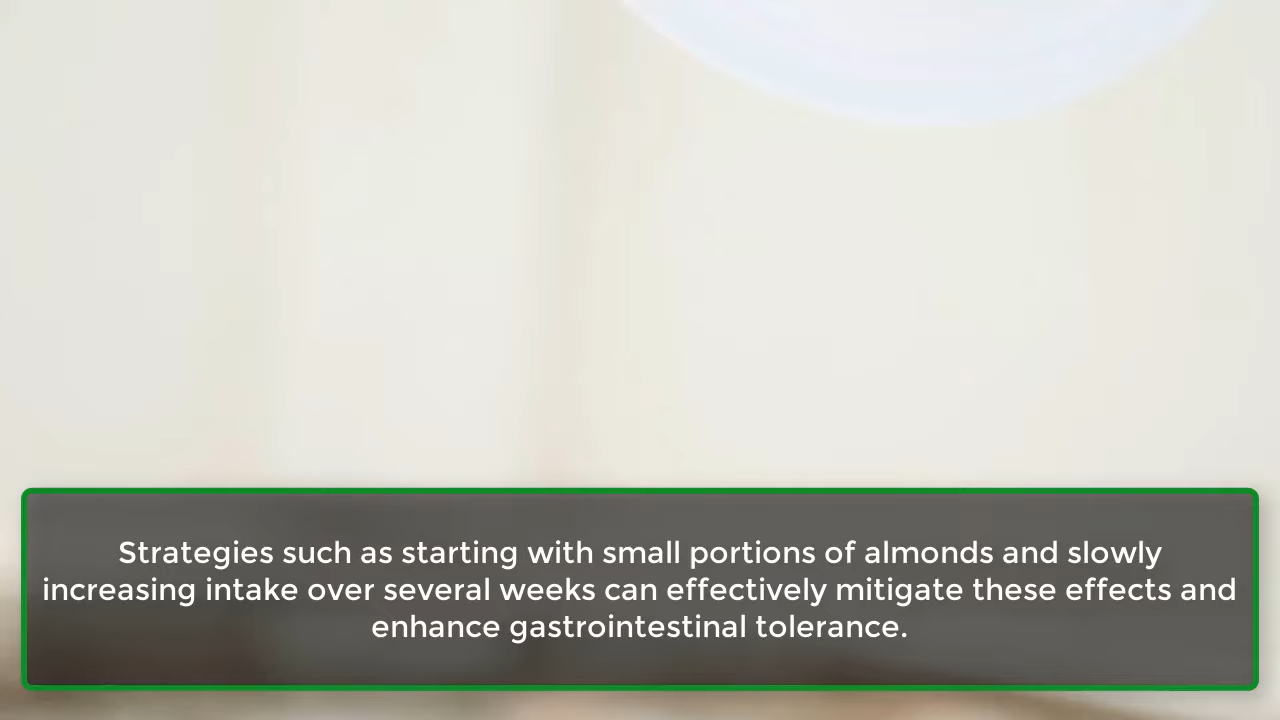 Strategies such as starting with small portions of almonds and slowly
increasing intake over several weeks can effectively mitigate these effects and
enhance gastrointestinal tolerance.